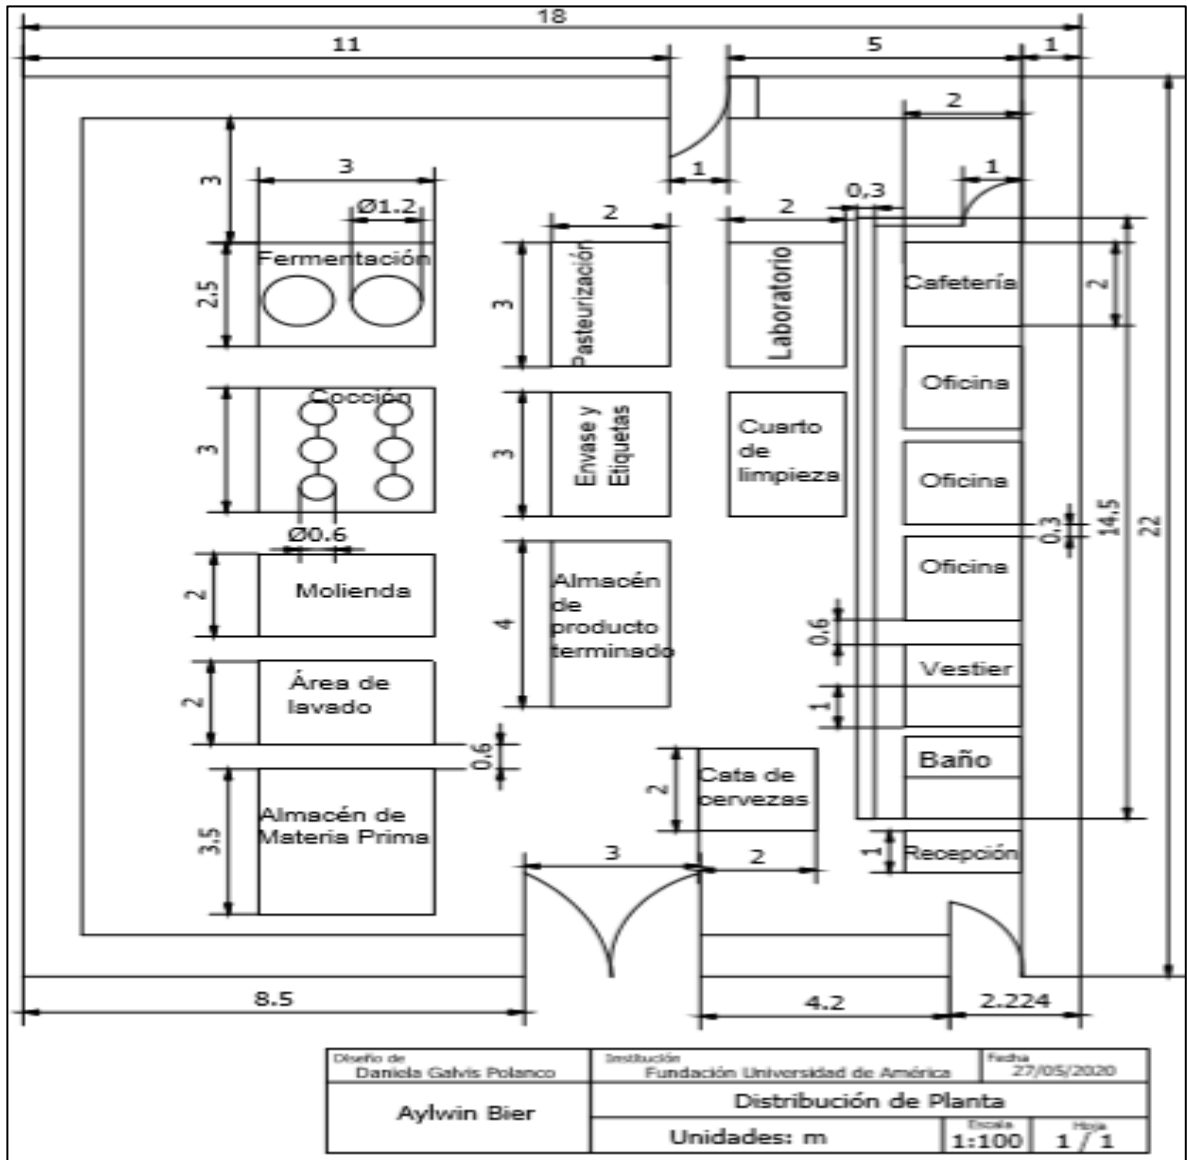 18
11
5
1
2
3
3
1
1
Ø1.2
2
2
0,3
Fermentación
2.5
Pasteurización
3
Laboratorio
Cafetería
2
Cocción
3
Oficina
Envase y
Etiquetas
3
Cuarto
de
limpieza
Oficina
Ø0.6
0.3
14.5
22
Molienda
2
Almacén
de
producto
terminado
4
Oficina
0.6
Área de
lavado
2
Vestier
1
0.6
Cata de
cervezas
2
Baño
Almacén de
Materia Prima
3.5
3
2
1
Recepción
8.5
4.2
2.224
Diseño de
Daniela Galvis Polanco
Institución
Fundación Universidad de América
Fecha
27/05/2020
Aylwin Bier
Distribución de Planta
Unidades: m
Escala
1:100
Hoja
1 / 1